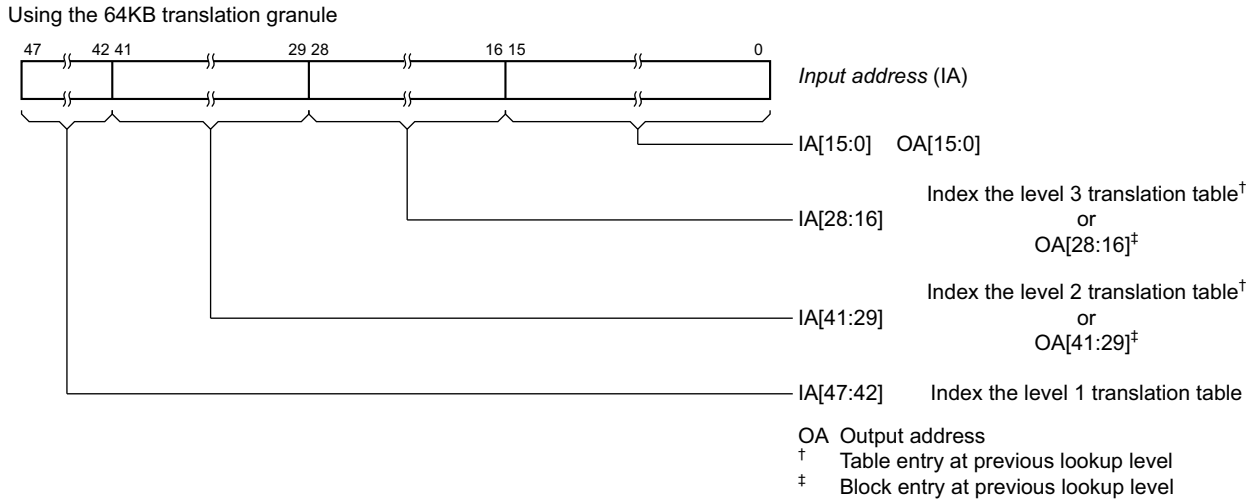 Using the 64KB translation granule
47 42 41 29 28 16 15 0
Input address (IA)
IA[15:0] OA[15:0]
Index the level 3 translation table†
IA[28:16] or
OA[28:16]‡
Index the level 2 translation table†
IA[41:29] or
OA[41:29]‡
IA[47:42] Index the level 1 translation table
OA Output address
† Table entry at previous lookup level
‡ Block entry at previous lookup level